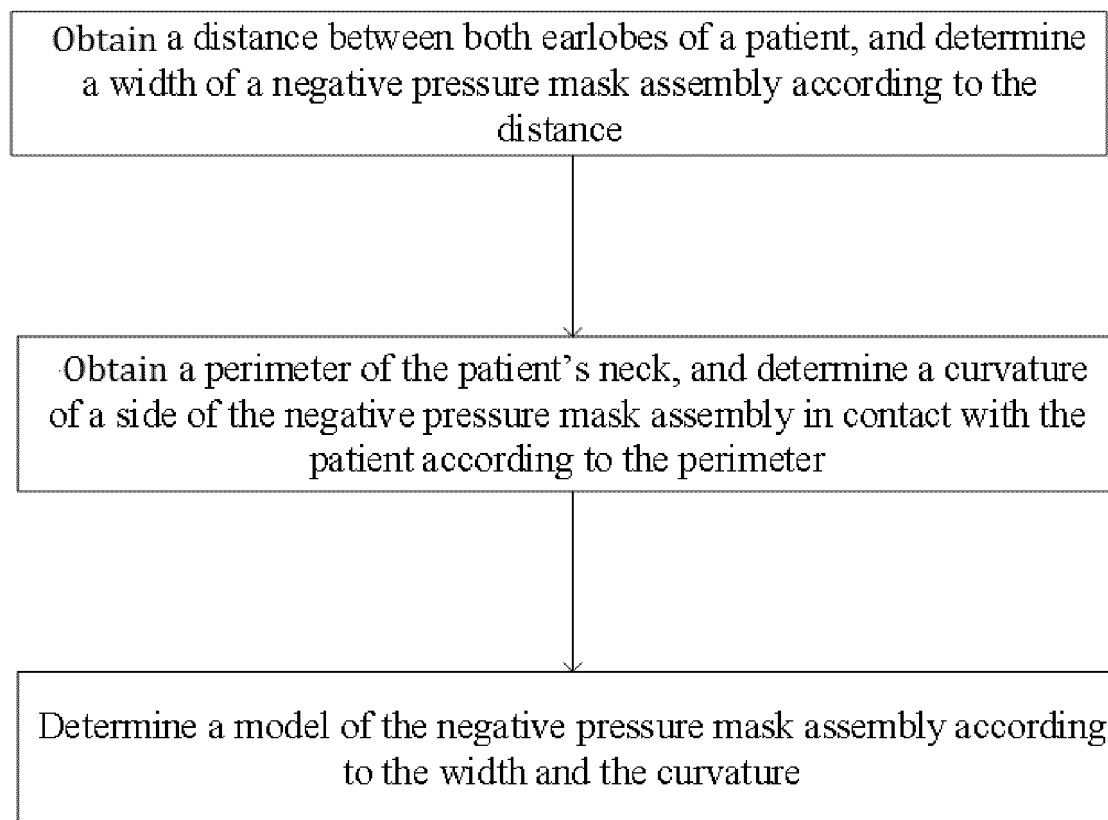 Obtain a distance between both earlobes of a patient, and determine
a width of a negative pressure mask assembly according to the
distance
Obtain a perimeter of the patient’s neck, and determine a curvature
of a side of the negative pressure mask assembly in contact with the
patient according to the perimeter
Determine a model of the negative pressure mask assembly according
to the width and the curvature